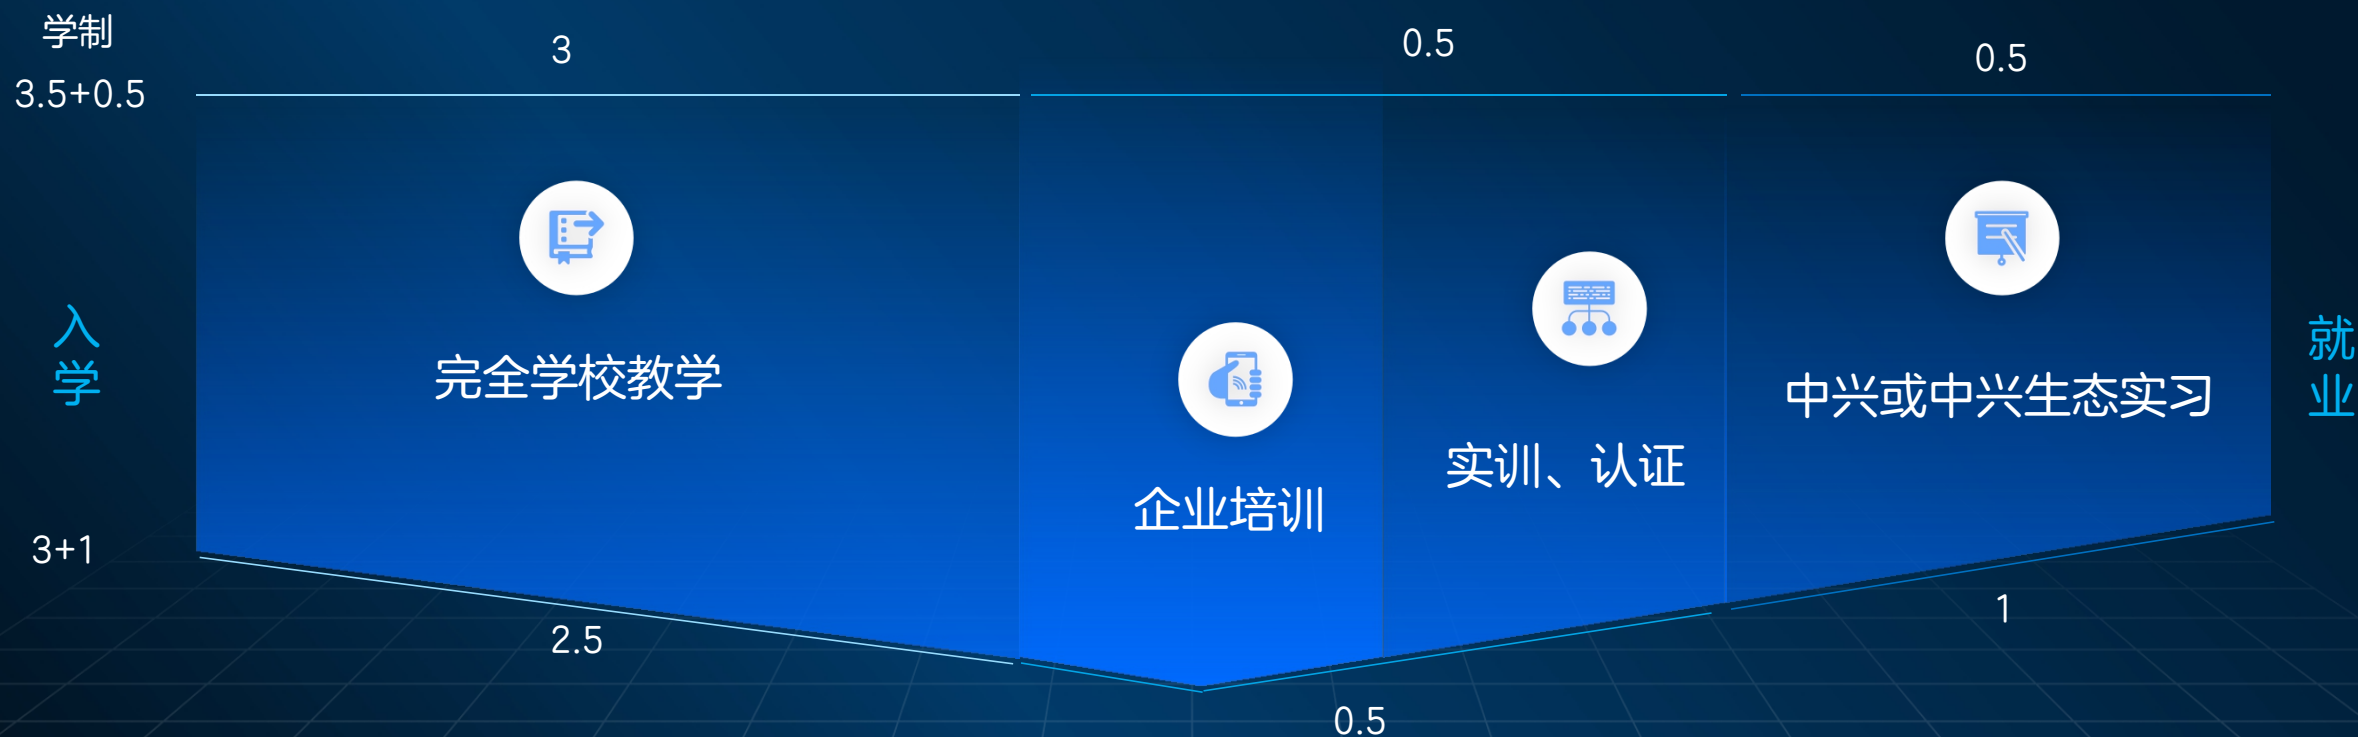 学制
3.5+0.5
3
0.5
0.5
入学
完全学校教学
企业培训
实训、认证
中兴或中兴生态实习
就业
3+1
2.5
0.5
1